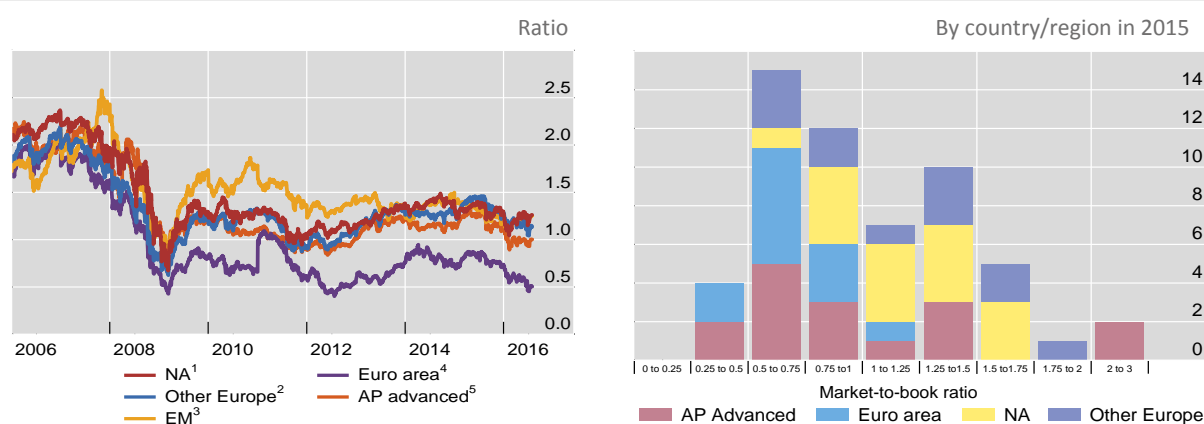 Ratio
2.5
2.0
1.5
1.0
0.5
0.0
2006 2008 2010 2012 2014 2016
NA¹ Euro area⁴
Other Europe² AP advanced⁵
EM³
By country/region in 2015
14
12
10
8
6
4
2
0
0 to 0.25 0.25 to 0.5 0.5 to 0.75 0.75 to1 1 to 1.25 1.25 to1.5 1.5 to1.75 1.75 to 2 2 to 3
Market-to-book ratio
AP Advanced Euro area NA Other Europe